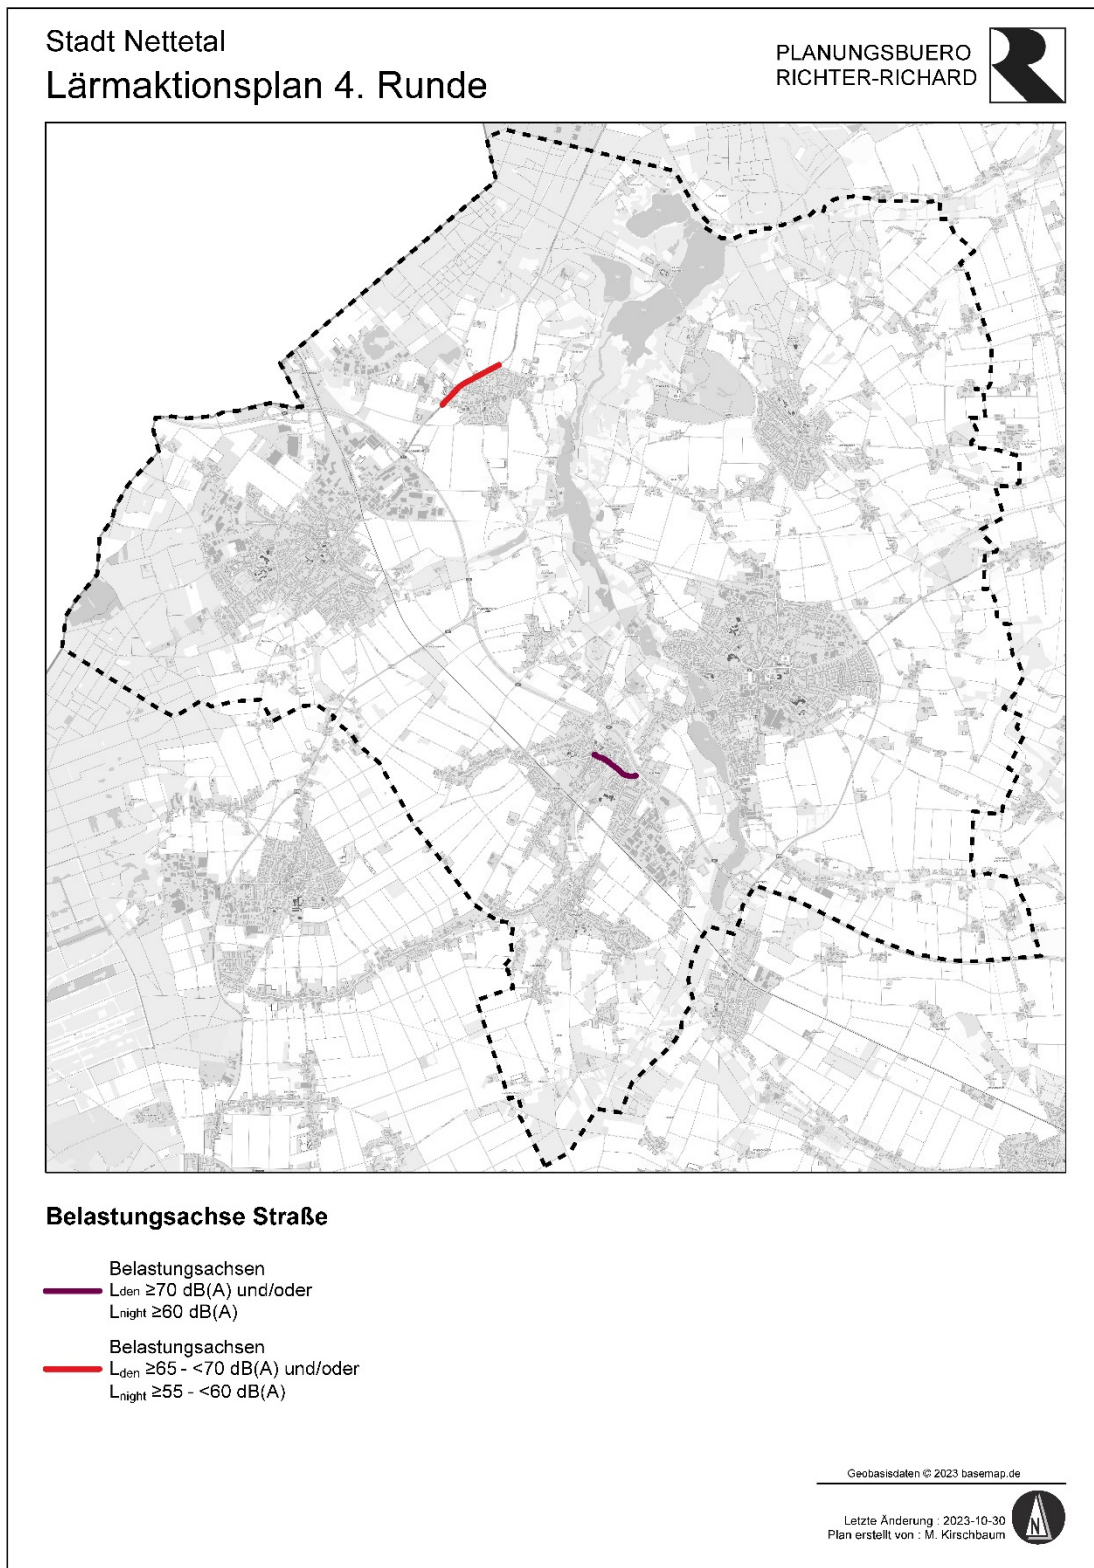 Stadt Nettetal
Lärmaktionsplan 4. Runde
PLANUNGSBUERO
RICHTER-RICHARD
Belastungsachse Straße
Belastungsachsen
Lden ≥70 dB(A) und/oder
Lnight ≥60 dB(A)
Belastungsachsen
Lden ≥65 - <70 dB(A) und/oder
Lnight ≥55 - <60 dB(A)
Geobasisdaten © 2023 basemap.de
Letzte Änderung : 2023-10-30
Plan erstellt von : M. Kirschbaum
N